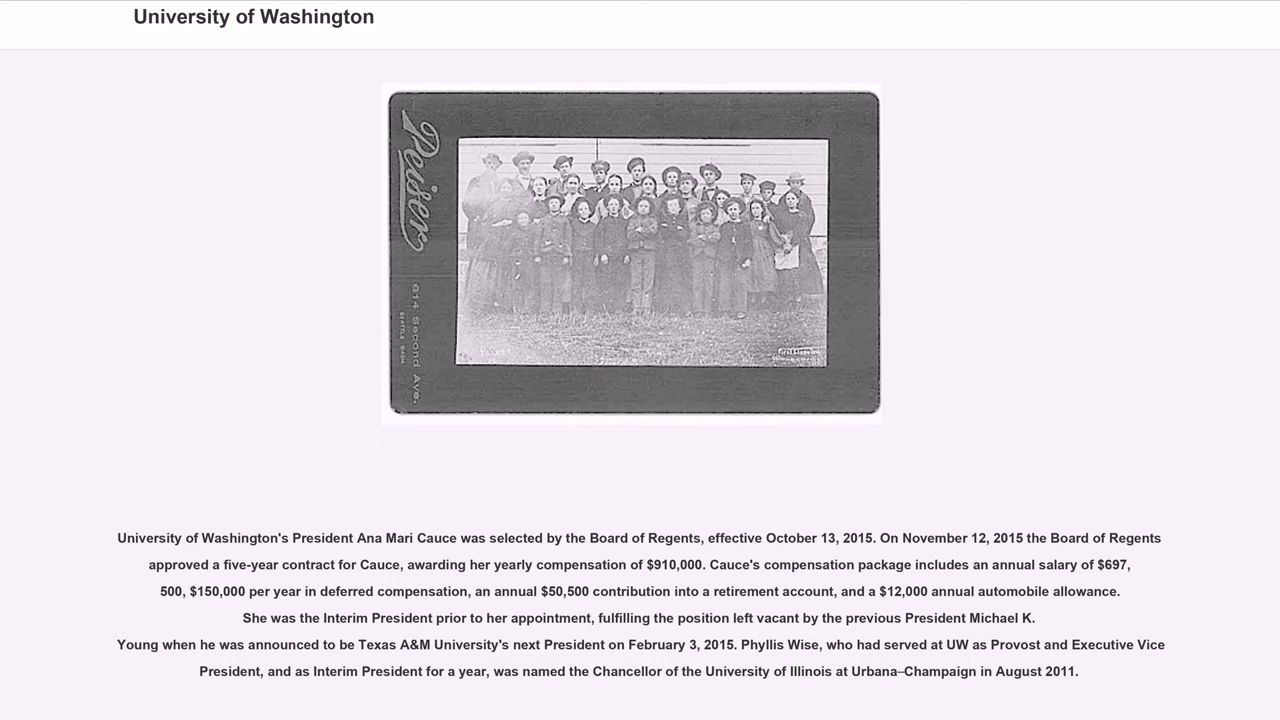 University of Washington
Peiser
614 Second Ave.
SEATTLE WASH
University of Washington's President Ana Mari Cauce was selected by the Board of Regents, effective October 13, 2015. On November 12, 2015 the Board of Regents
approved a five-year contract for Cauce, awarding her yearly compensation of $910,000. Cauce's compensation package includes an annual salary of $697,
500, $150,000 per year in deferred compensation, an annual $50,500 contribution into a retirement account, and a $12,000 annual automobile allowance.
She was the Interim President prior to her appointment, fulfilling the position left vacant by the previous President Michael K.
Young when he was announced to be Texas A&M University's next President on February 3, 2015. Phyllis Wise, who had served at UW as Provost and Executive Vice
President, and as Interim President for a year, was named the Chancellor of the University of Illinois at Urbana–Champaign in August 2011.